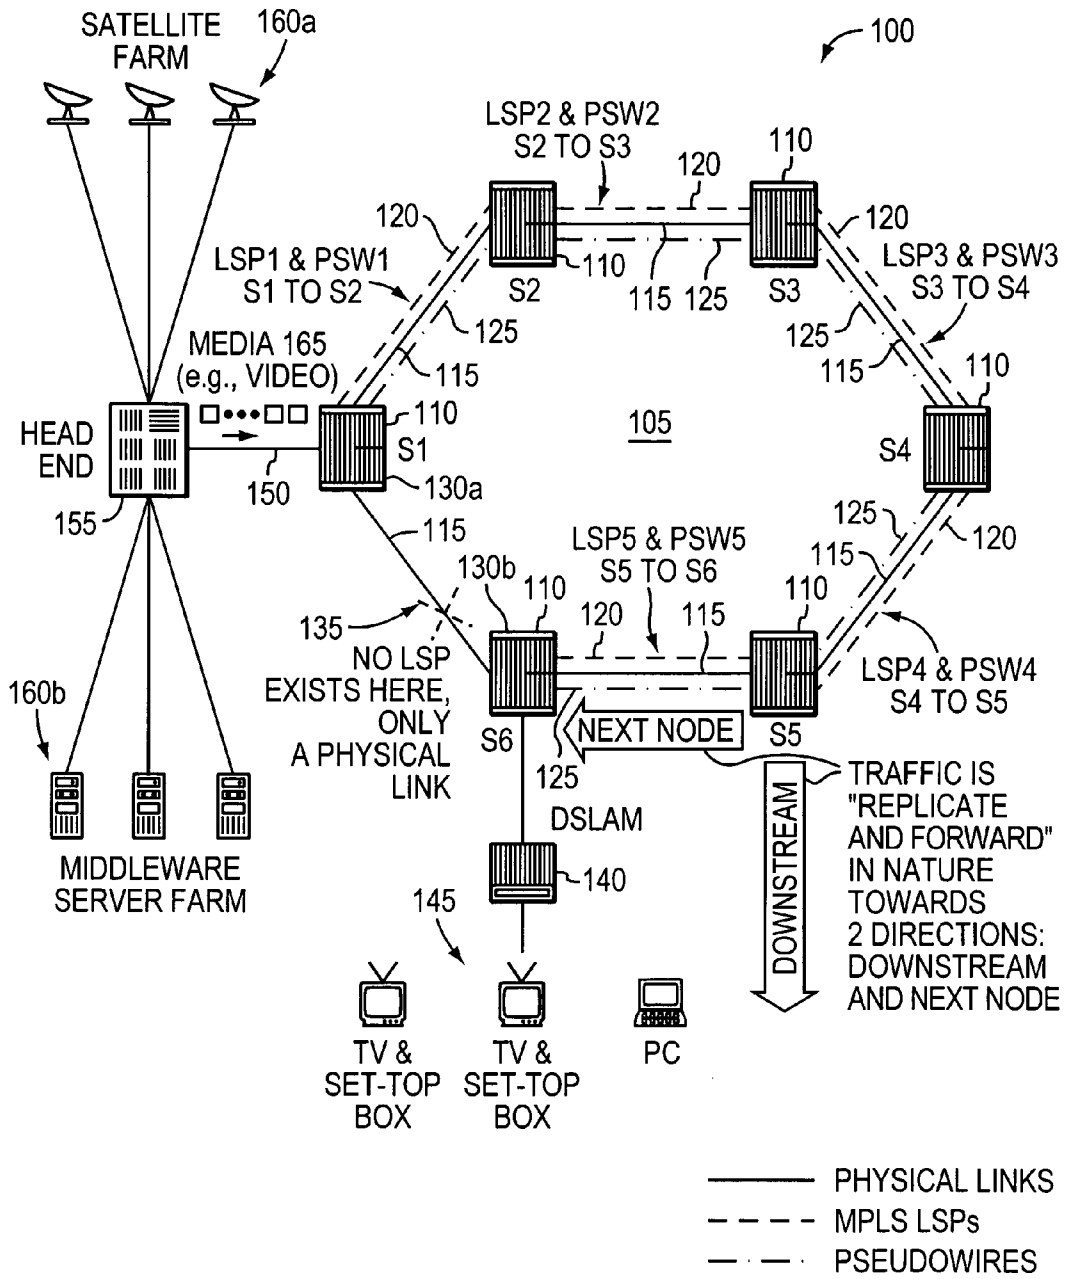 SATELLITE
FARM
160a
100
LSP2 & PSW2
S2 TO S3
110
120
120
120
LSP1 & PSW1
S1 TO S2
LSP3 & PSW3
S3 TO S4
S2
110
S3
115
125
125
125
115
115
MEDIA 165
(e.g., VIDEO)
110
110
HEAD
END
S1
105
S4
150
130a
155
115
LSP5 & PSW5
S5 TO S6
125
120
115
130b
110
110
135
120
115
NO LSP
EXISTS HERE,
ONLY
A PHYSICAL
LINK
LSP4 & PSW4
S4 TO S5
160b
S6
NEXT NODE
S5
125
TRAFFIC IS
"REPLICATE
AND FORWARD"
IN NATURE
TOWARDS
2 DIRECTIONS:
DOWNSTREAM
AND NEXT NODE
DOWNSTREAM
DSLAM
MIDDLEWARE
SERVER FARM
140
145
TV &
SET-TOP
BOX
TV &
SET-TOP
BOX
PC
PHYSICAL LINKS
MPLS LSPs
PSEUDOWIRES